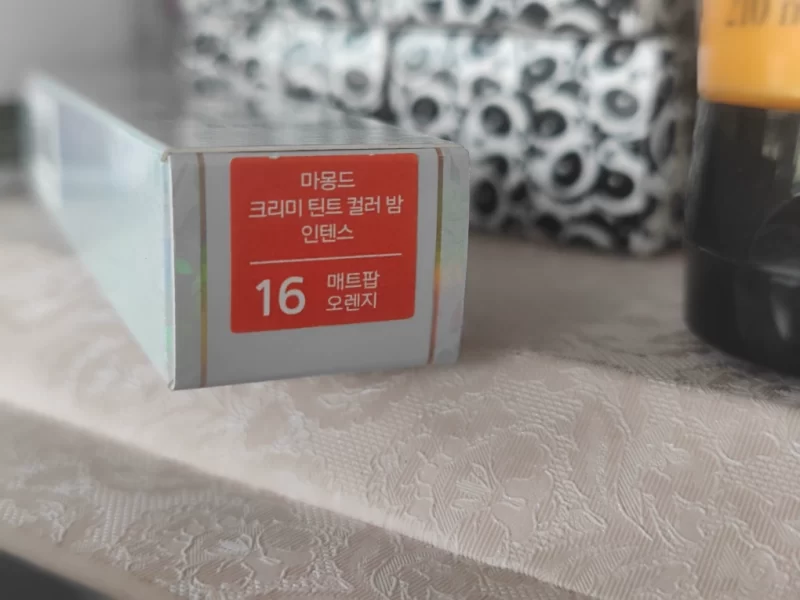 마몽드
크리미 틴트 컬러 밤
인텐스
16 매트팝
오렌지
210